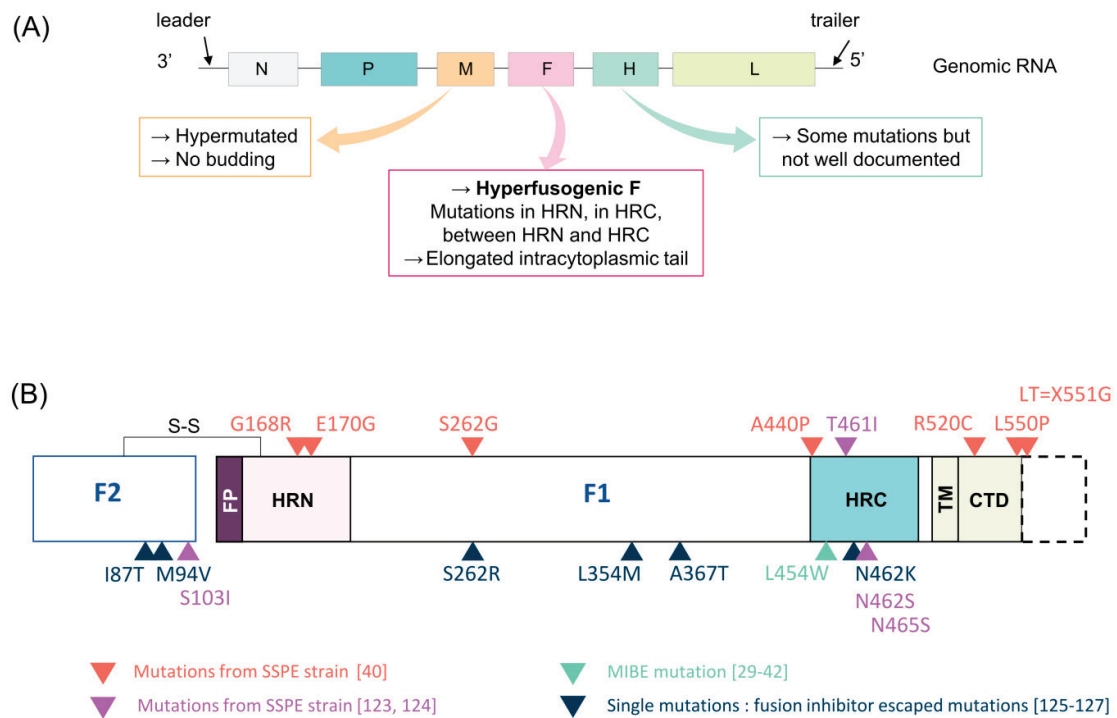 (A)
leader
trailer
3’
N
P
M
F
H
L
5’
Genomic RNA
→ Hypermutated
→ No budding
→ Some mutations but
not well documented
→ Hyperfusogenic F
Mutations in HRN, in HRC,
between HRN and HRC
→ Elongated intracytoplasmic tail
(B)
LT=X551G
S-S
G168R
E170G
S262G
A440P
T461I
R520C
L550P
F2
FP
HRN
F1
HRC
TM
CTD
I87T
M94V
S103I
S262R
L354M
A367T
L454W
N462K
N462S
N465S
Mutations from SSPE strain [40]
MIBE mutation [29-42]
Mutations from SSPE strain [123, 124]
Single mutations : fusion inhibitor escaped mutations [125-127]